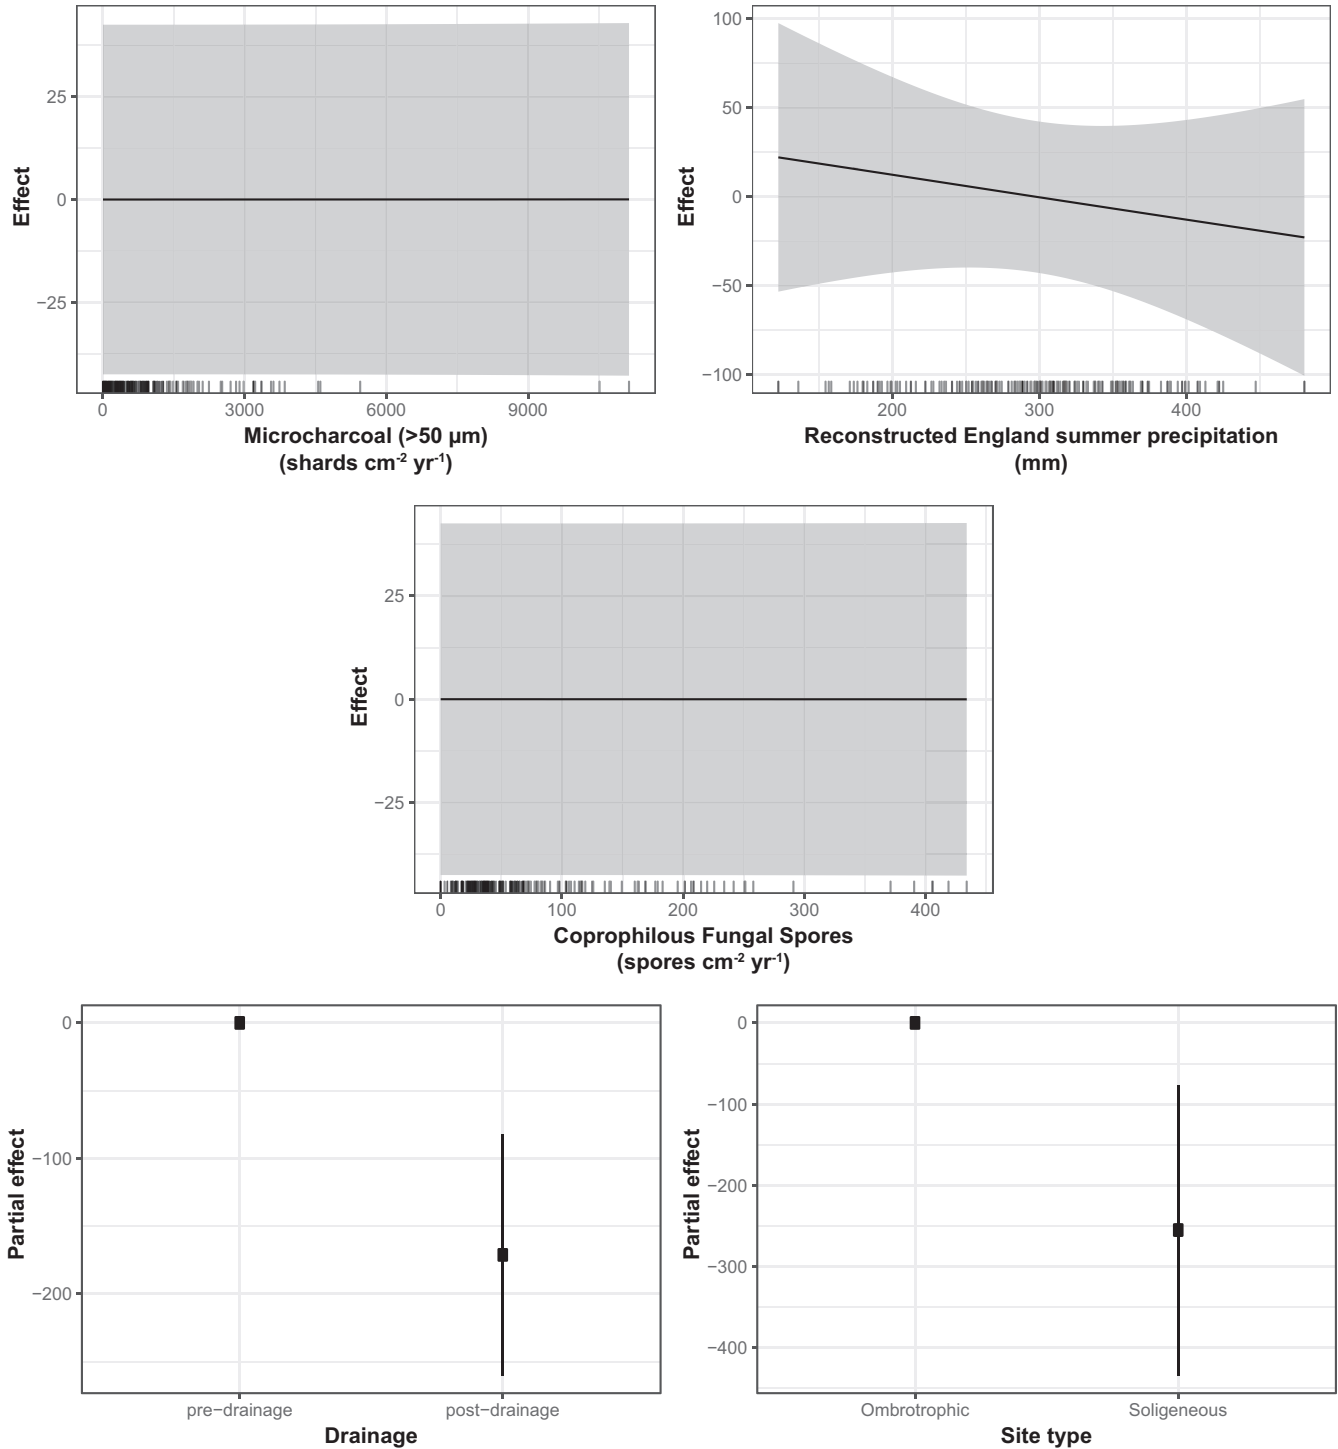 25
0
−25
Effect
0 3000 6000 9000
Microcharcoal (>50 µm)
(shards cm-2 yr-1)
100
50
0
−50
−100
Effect
200 300 400
Reconstructed England summer precipitation
(mm)
25
0
−25
Effect
0 100 200 300 400
Coprophilous Fungal Spores
(spores cm-2 yr-1)
0
−100
−200
Partial effect
pre−drainage post−drainage
Drainage
0
−100
−200
−300
−400
Partial effect
Ombrotrophic Soligeneous
Site type